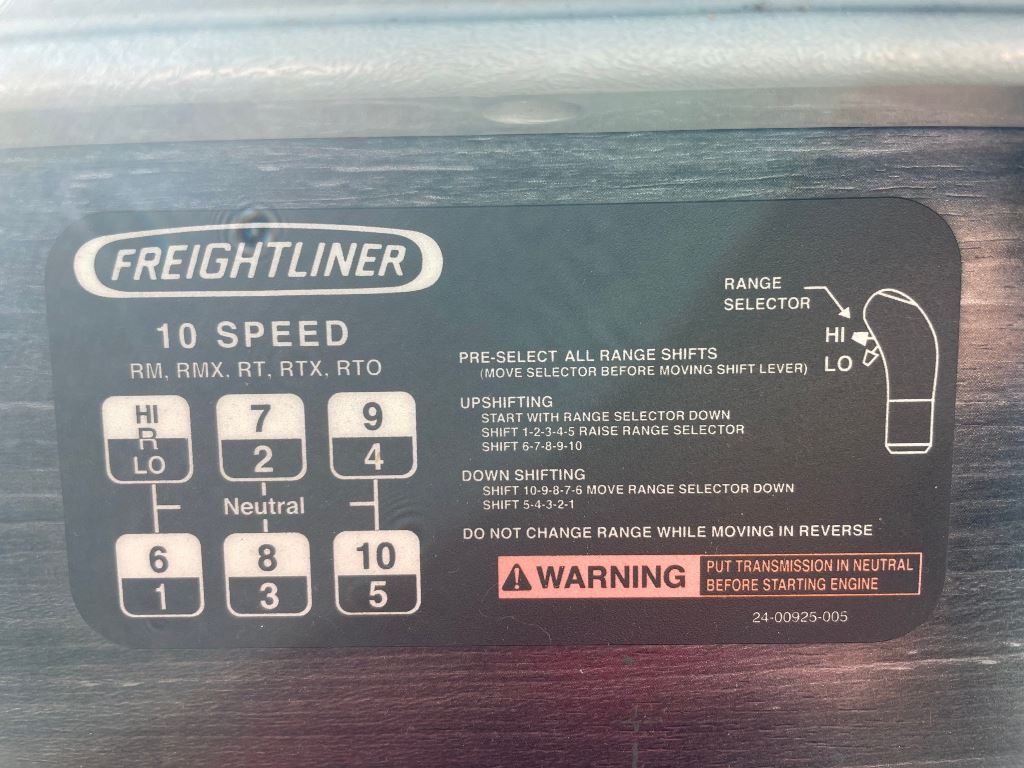 FREIGHTLINER
10 SPEED
RM, RMX, RT, RTX, RTO
HI
R
LO
7
2
9
4
Neutral
6
1
8
3
10
5
RANGE
SELECTOR
HI
LO
PRE-SELECT ALL RANGE SHIFTS
(MOVE SELECTOR BEFORE MOVING SHIFT LEVER)
UPSHIFTING
START WITH RANGE SELECTOR DOWN
SHIFT 1-2-3-4-5 RAISE RANGE SELECTOR
SHIFT 6-7-8-9-10
DOWN SHIFTING
SHIFT 10-9-8-7-6 MOVE RANGE SELECTOR DOWN
SHIFT 5-4-3-2-1
DO NOT CHANGE RANGE WHILE MOVING IN REVERSE
WARNING
PUT TRANSMISSION IN NEUTRAL
BEFORE STARTING ENGINE
24-00925-005